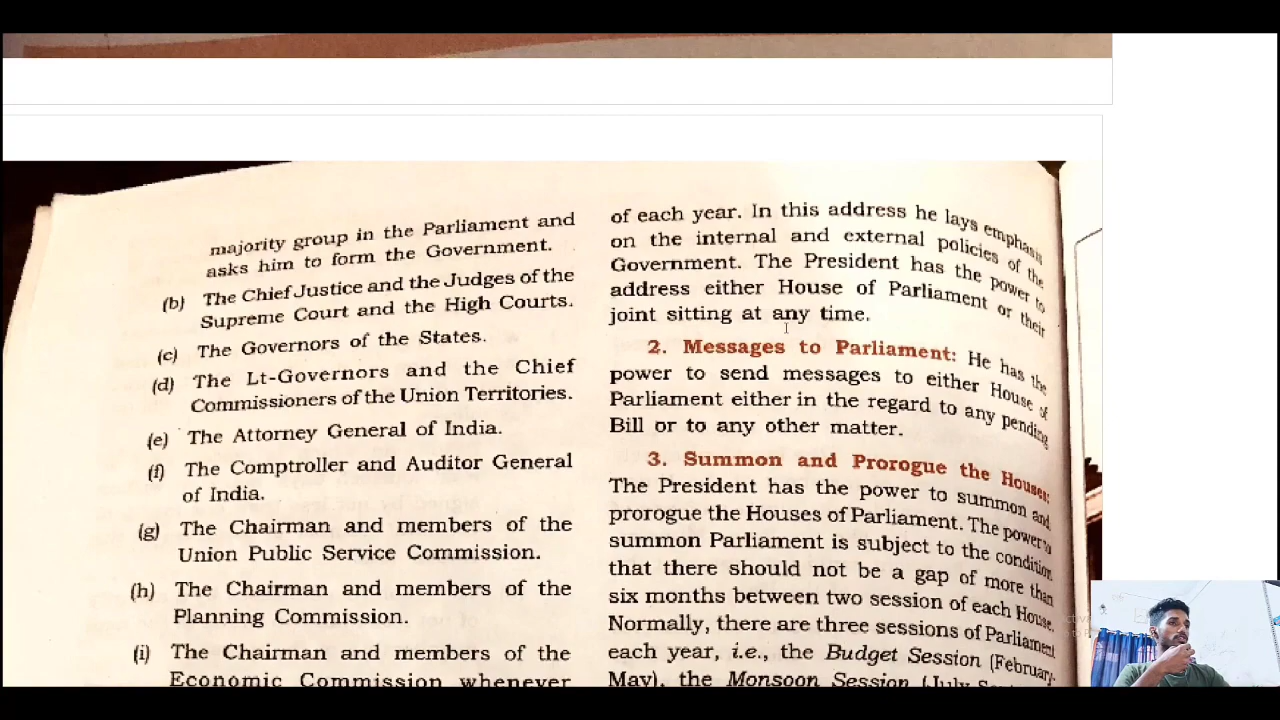 majority group in the Parliament and
asks him to form the Government.
(b) The Chief Justice and the Judges of the
Supreme Court and the High Courts.
(c) The Governors of the States.
(d) The Lt-Governors and the Chief
Commissioners of the Union Territories.
(e) The Attorney General of India.
(f) The Comptroller and Auditor General
of India.
(g) The Chairman and members of the
Union Public Service Commission.
(h) The Chairman and members of the
Planning Commission.
(i) The Chairman and members of the
Economic Commission whenever
of each year. In this address he lays emphasis
on the internal and external policies of the
Government. The President has the power to
address either House of Parliament or their
joint sitting at any time.
2. Messages to Parliament: He has the
power to send messages to either House of
Parliament either in the regard to any pending
Bill or to any other matter.
3. Summon and Prorogue the Houses:
The President has the power to summon and
prorogue the Houses of Parliament. The power to
summon Parliament is subject to the condition
that there should not be a gap of more than
six months between two session of each House.
Normally, there are three sessions of Parliament
each year, i.e., the Budget Session (February-
May), the Monsoon Session (July